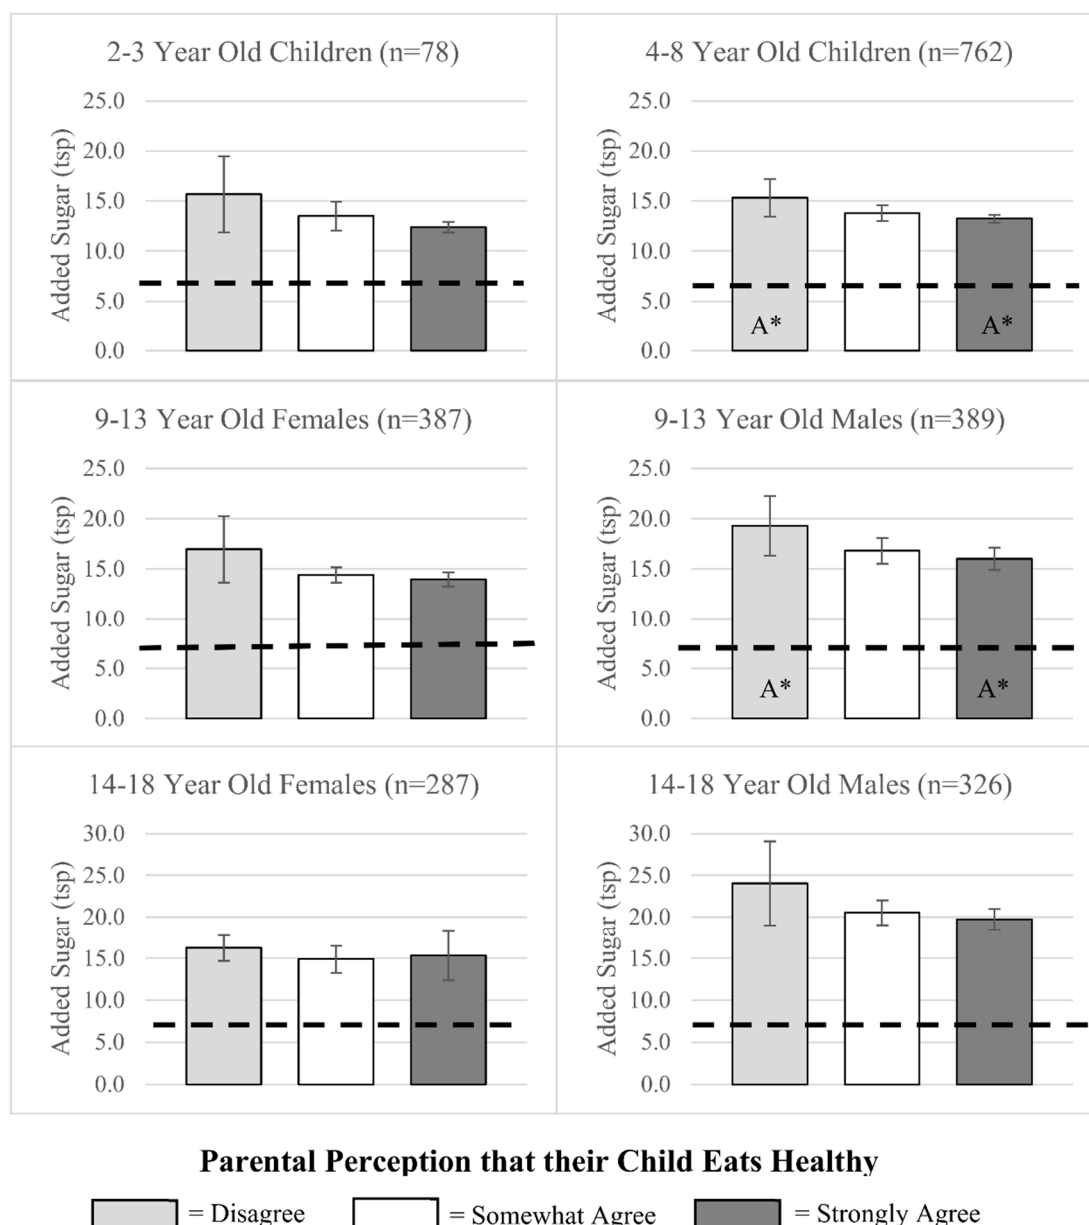 2-3 Year Old Children (n=78)
25.0
20.0
15.0
10.0
5.0
0.0
Added Sugar (tsp)
4-8 Year Old Children (n=762)
25.0
20.0
15.0
10.0
5.0
0.0
Added Sugar (tsp)
A* A*
9-13 Year Old Females (n=387)
25.0
20.0
15.0
10.0
5.0
0.0
Added Sugar (tsp)
9-13 Year Old Males (n=389)
25.0
20.0
15.0
10.0
5.0
0.0
Added Sugar (tsp)
A* A*
14-18 Year Old Females (n=287)
30.0
25.0
20.0
15.0
10.0
5.0
0.0
Added Sugar (tsp)
14-18 Year Old Males (n=326)
30.0
25.0
20.0
15.0
10.0
5.0
0.0
Added Sugar (tsp)
Parental Perception that their Child Eats Healthy
= Disagree = Somewhat Agree = Strongly Agree